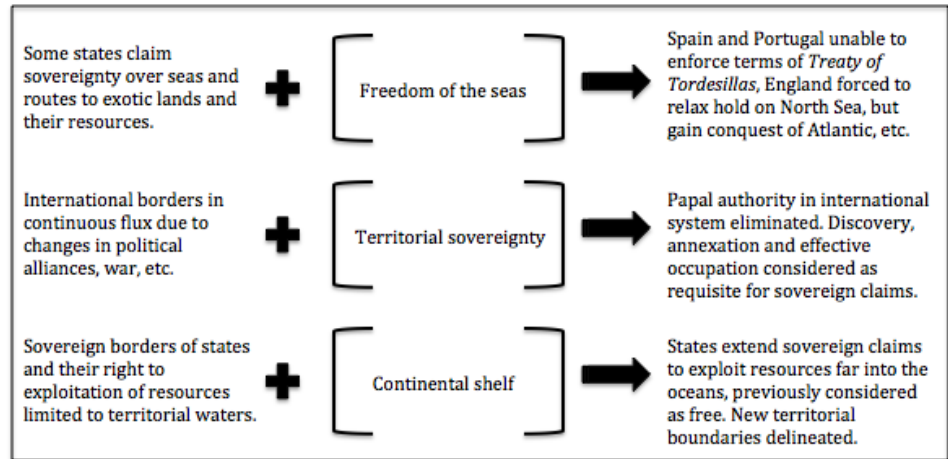 Some states claim
sovereignty over seas and
routes to exotic lands and
their resources.
Freedom of the seas
Spain and Portugal unable to
enforce terms of Treaty of
Tordesillas, England forced to
relax hold on North Sea, but
gain conquest of Atlantic, etc.
International borders in
continuous flux due to
changes in political
alliances, war, etc.
Territorial sovereignty
Papal authority in international
system eliminated. Discovery,
annexation and effective
occupation considered as
requisite for sovereign claims.
Sovereign borders of states
and their right to
exploitation of resources
limited to territorial waters.
Continental shelf
States extend sovereign claims
to exploit resources far into the
oceans, previously considered
as free. New territorial
boundaries delineated.